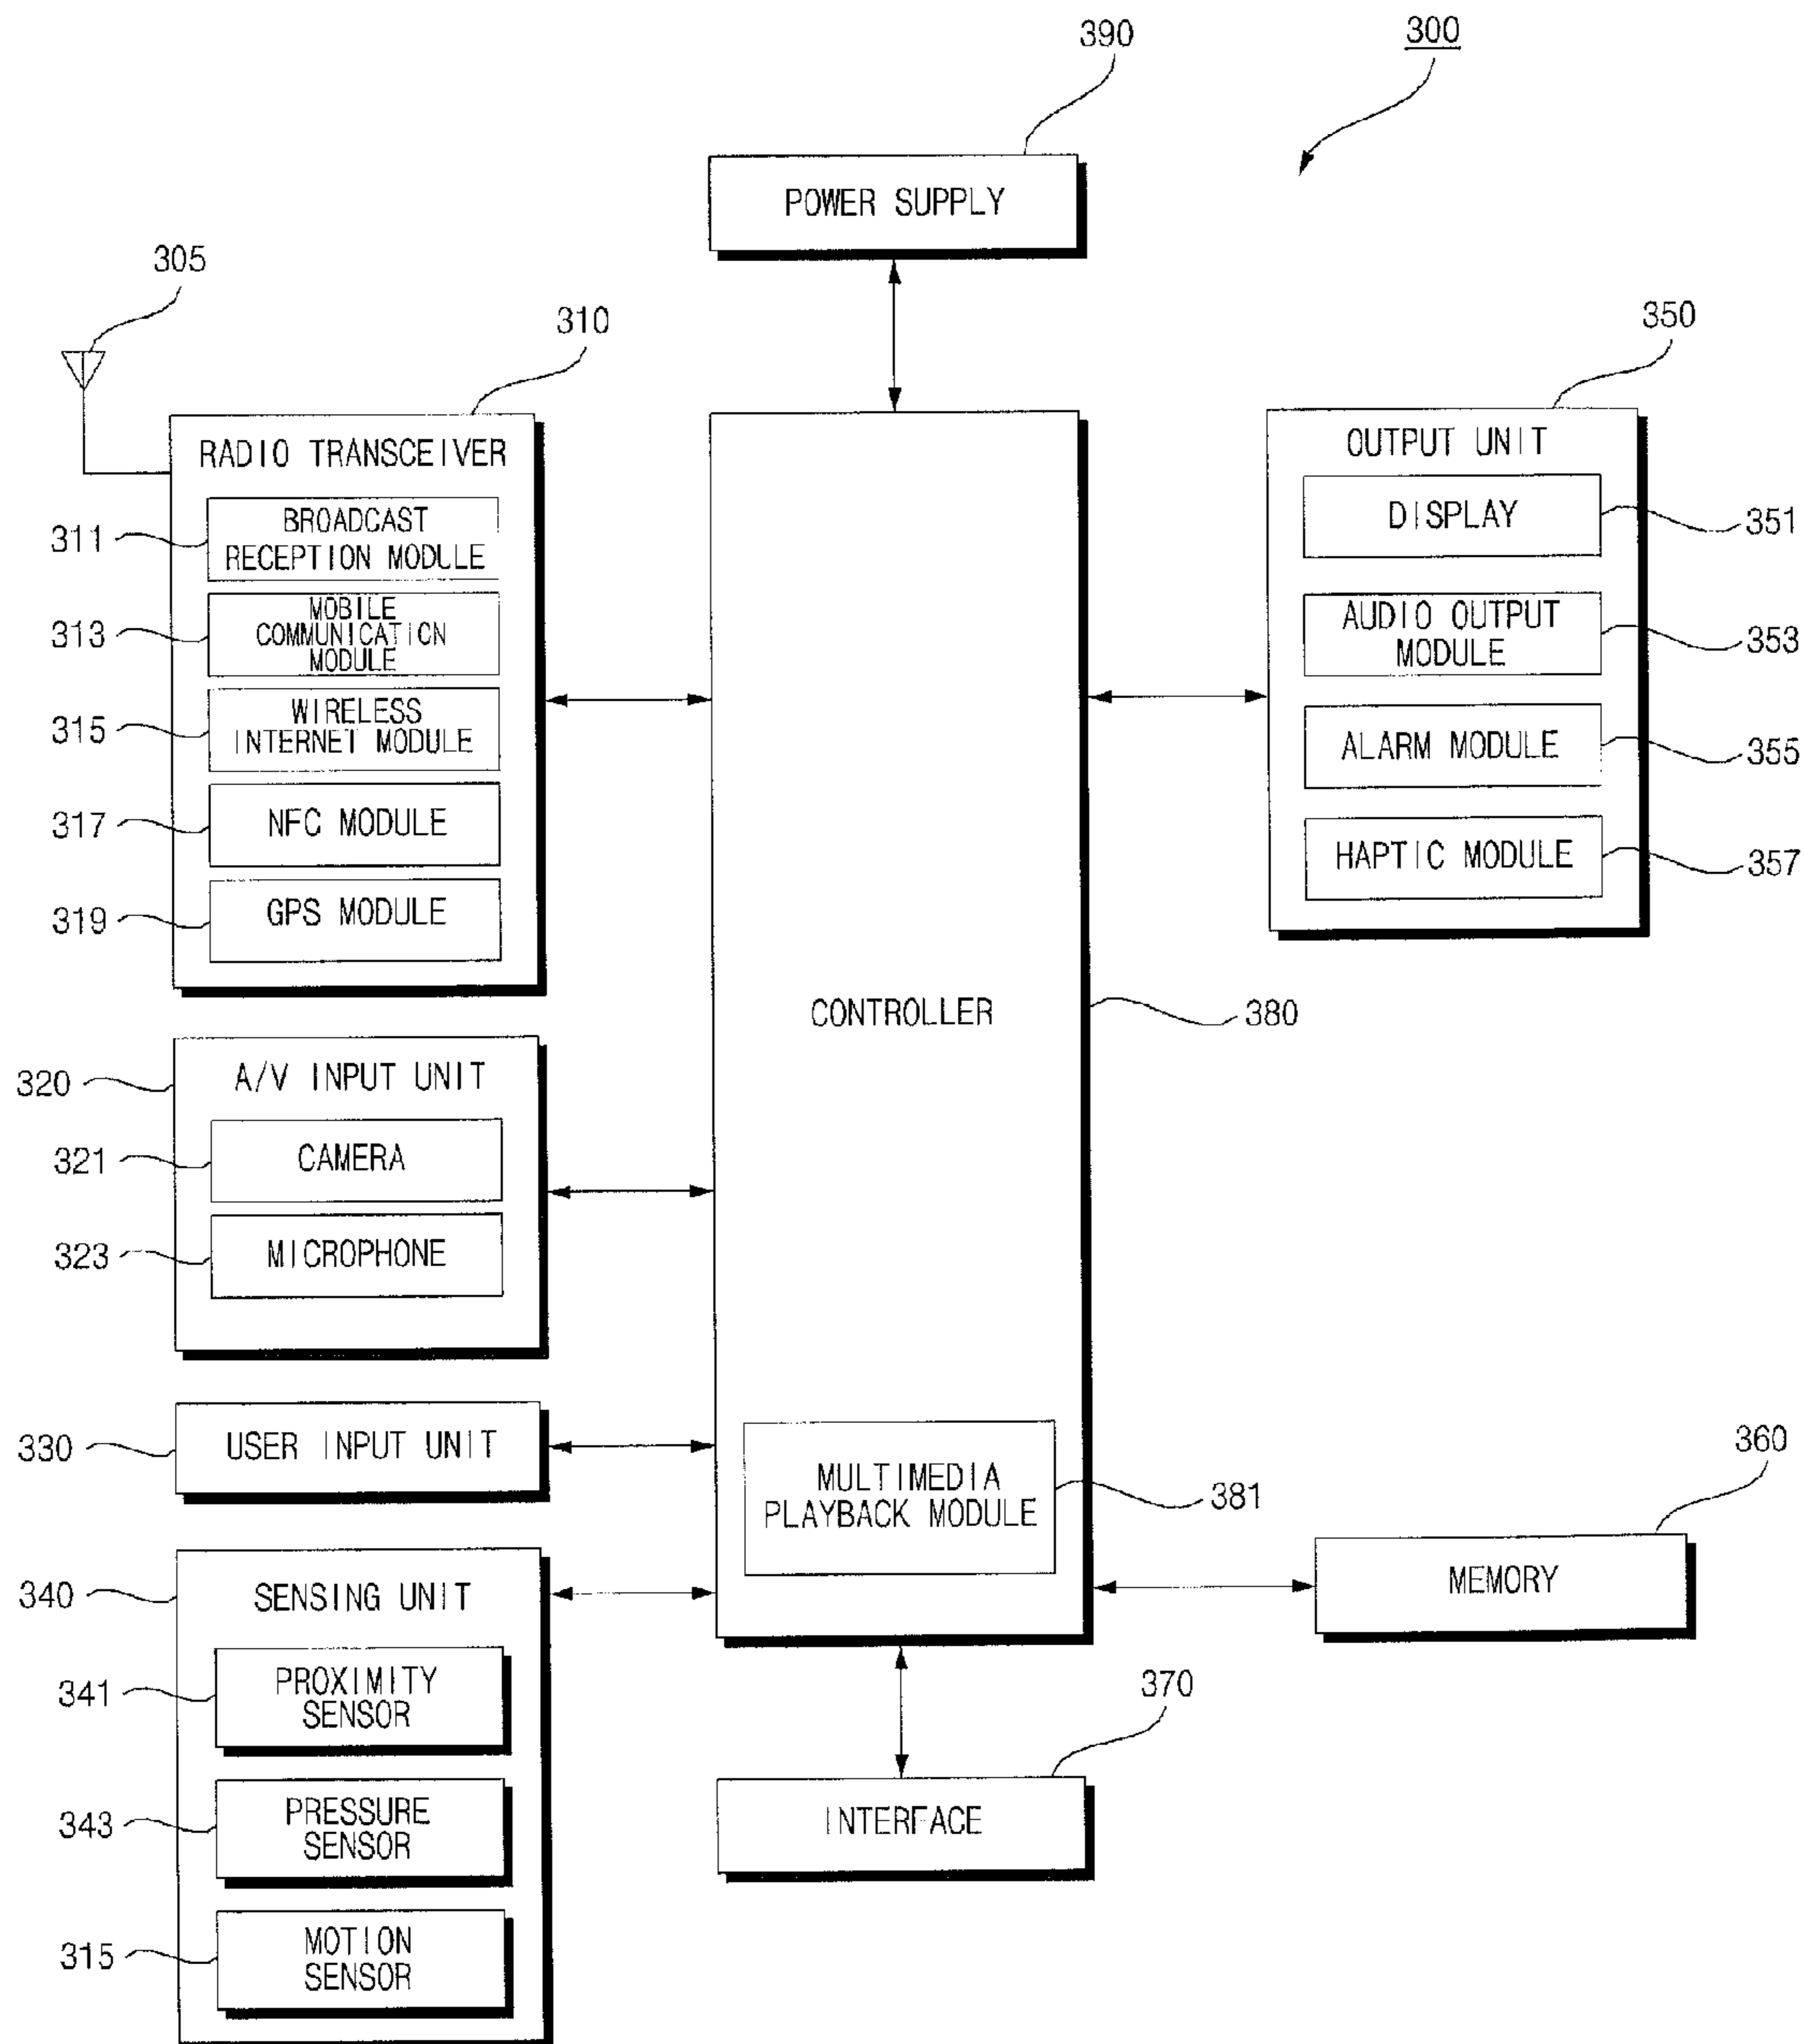 390
300
POWER SUPPLY
305
310
350
RADIO TRANSCEIVER
OUTPUT UNIT
311
BROADCAST
RECEPTION MODULE
DISPLAY
351
313
MOBILE
COMMUNICATION
MODULE
AUDIO OUTPUT
MODULE
353
315
WIRELESS
INTERNET MODULE
ALARM MODULE
355
317
NFC MODULE
HAPTIC MODULE
357
319
GPS MODULE
CONTROLLER
380
320
A/V INPUT UNIT
321
CAMERA
323
MICROPHONE
330
USER INPUT UNIT
MULTIMEDIA
PLAYBACK MODULE
381
360
340
SENSING UNIT
MEMORY
341
PROXIMITY
SENSOR
370
343
PRESSURE
SENSOR
INTERFACE
315
MOTION
SENSOR